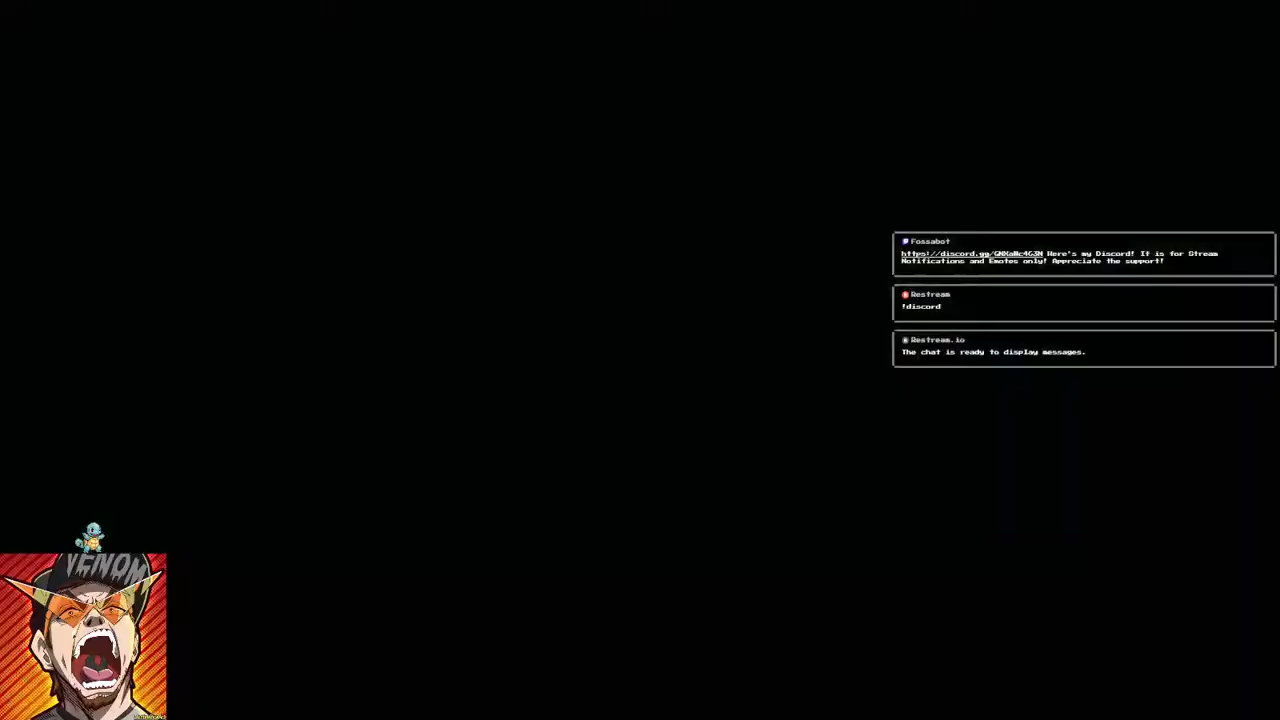 Fossabot
Here's my Discord! It is for Stream
Notifications and Emotes only! Appreciate the support!
Restream
!discord
Restream.io
The chat is ready to display messages.
VENOM